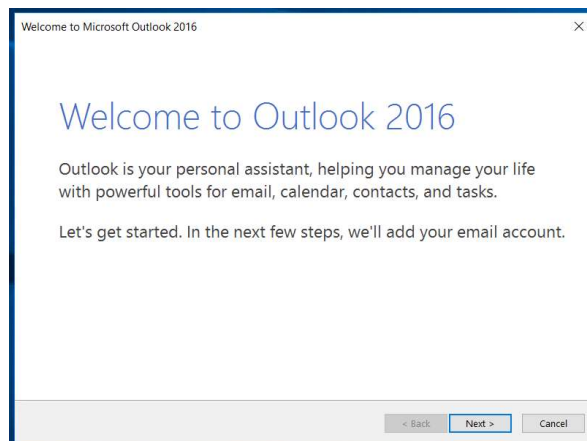 Welcome to Microsoft Outlook 2016
Welcome to Outlook 2016
Outlook is your personal assistant, helping you manage your life
with powerful tools for email, calendar, contacts, and tasks.
Let's get started. In the next few steps, we'll add your email account.
< Back Next > Cancel